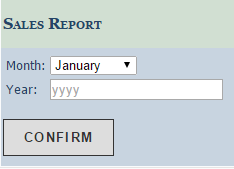 Sales Report
Month: January
Year: yyyy
CONFIRM